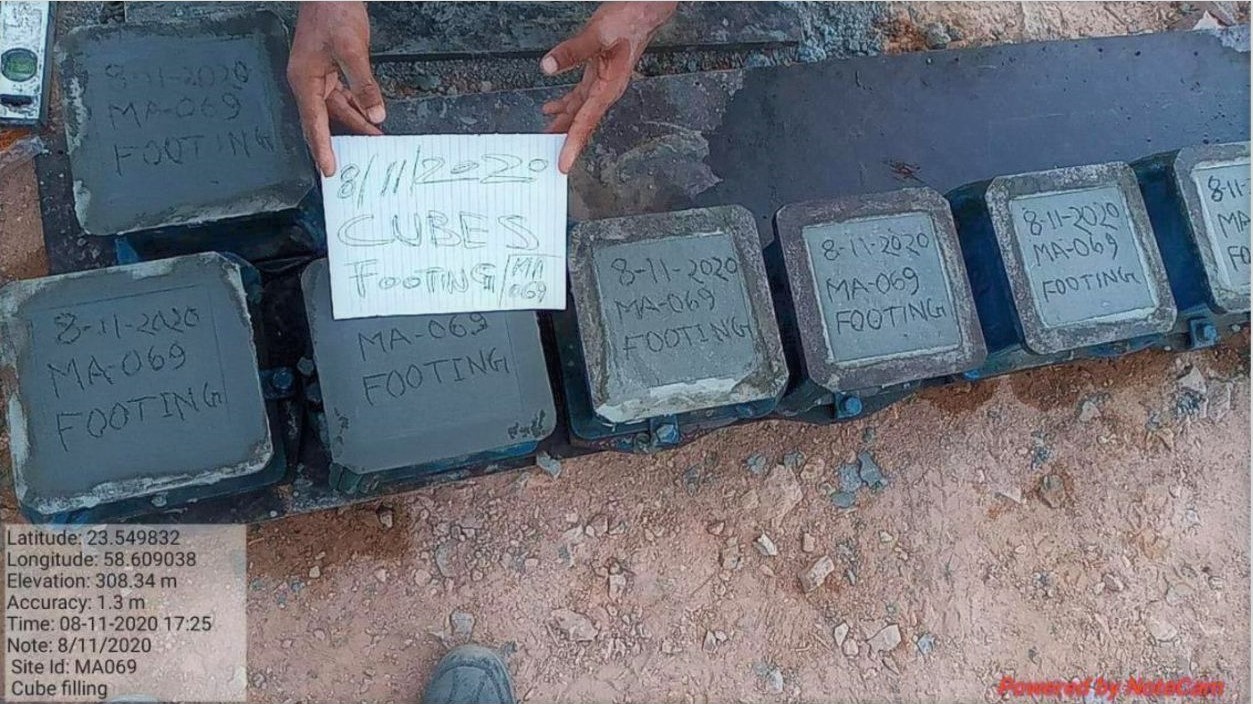 8-11-2020
MA-069
FOOTING
8/11/2020
CUBES
FOOTING
MA
069
8-11-2020
MA-069
FOOTING
MA-069
FOOTING
8-11-2020
MA-069
FOOTING
8-11-2020
MA-069
FOOTING
8-11-2020
MA-069
FOOTING
8-11-
MA
FO
Latitude: 23.549832
Longitude: 58.609038
Elevation: 308.34 m
Accuracy: 1.3 m
Time: 08-11-2020 17:25
Note: 8/11/2020
Site Id: MA069
Cube filling
Powered by NoteCam